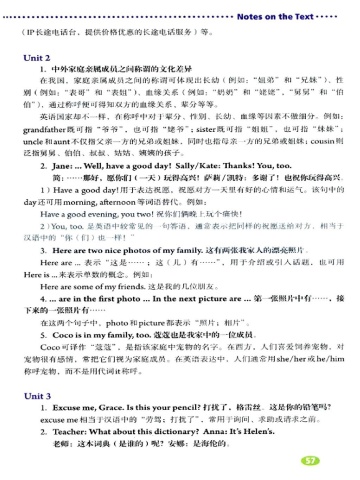 Notes on the Text
（IP长途电话台，提供价格优惠的长途电话服务）等。
Unit 2
1. 中外家庭亲属成员之间称谓的文化差异
在我国，家庭亲属成员之间的称谓可体现出长幼（例如：“姐弟”和“兄妹”）、性
别（例如：“表哥”和“表妞”）、血缘关系（例如：“奶奶”和“姥姥”，“舅舅”和“伯
伯”），通过称呼便可得知双方的血缘关系，辈分等等。
英语国家却不一样，在称呼中对于辈分、性别、长幼、血缘等因素不做细分，例如：
grandfather既可指“爷爷”，也可指“姥爷”；sister既可指“姐姐”，也可指“妹妹”；
uncle和aunt不仅指父亲一方的兄弟或姐妹，同时也指母亲一方的兄弟或姐妹；cousin则
泛指舅舅、伯伯、叔叔、姑姑、姨姨的孩子。
2. Jane: ... Well, have a good day! Sally/Kate: Thanks! You, too.
简：……那好，愿你们（一天）玩得高兴！萨莉/凯特：多谢了！也祝你玩得高兴。
1）Have a good day!用于表达祝愿，祝愿对方一天里有好的心情和运气。该句中的
day还可用morning, afternoon等词语替代。例如：
Have a good evening, you two! 祝你们俩晚上玩个痛快！
2）You, too. 是英语中较常见的一句答语，通常表示把同样的祝愿送给对方，相当于
汉语中的“你（们）也一样！”
3. Here are two nice photos of my family. 这有两张我家人的漂亮照片。
Here are ... 表示“这是……；这（儿）有……”，用于介绍或引入话题，也可用
Here is ...来表示单数的概念。例如：
Here are some of my friends. 这是我的几位朋友。
4. ... are in the first photo ... In the next picture are ... 第一张照片中有……，接
下来的一张照片有……
在这两个句子中，photo和picture都表示“照片；相片”。
5. Coco is in my family, too. 蔻蔻也是我家中的一位成员。
Coco可译作“蔻蔻”，是指该家庭中宠物的名字。在西方，人们喜爱饲养宠物，对
宠物很有感情，常把它们视为家庭成员。在英语表达中，人们通常用she/her或he/him
称呼宠物，而不是用代词it称呼。
Unit 3
1. Excuse me, Grace. Is this your pencil? 打扰了，格雷丝。这是你的铅笔吗？
excuse me相当于汉语中的“劳驾；打扰了”，常用于询问、求助或请求之前。
2. Teacher: What about this dictionary? Anna: It's Helen's.
老师：这本词典（是谁的）呢？安娜：是海伦的。
57